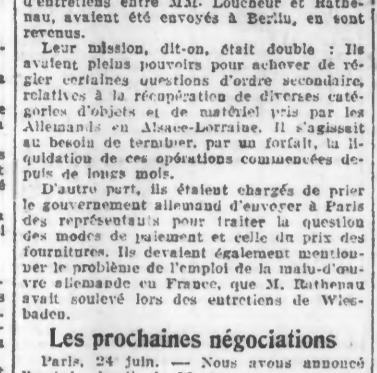 d'entretiens entre MM. Loucheur et Rathe-
nau, avaient été envoyés à Berlin, en sont
revenus.
Leur mission, dit-on, était double : Ils
avaient pleins pouvoirs pour achever de ré-
gler certaines questions d'ordre secondaire,
relatives à la récupération de diverses caté-
gories d'objets et de matériel pris par les
Allemands en Alsace-Lorraine. Il s'agissait
au besoin de terminer, par un forfait, la li-
quidation de ces opérations commencées de-
puis de longs mois.
D'autre part, ils étaient chargés de prier
le gouvernement allemand d'envoyer à Paris
des représentants pour traiter la question
des modes de paiement et celle du prix des
fournitures. Ils devaient également mention-
ner le problème de l'emploi de la main-d'œu-
vre allemande en France, que M. Rathenau
avait soulevé lors des entretiens de Wies-
baden.
Les prochaines négociations
Paris, 24 juin. — Nous avons annoncé